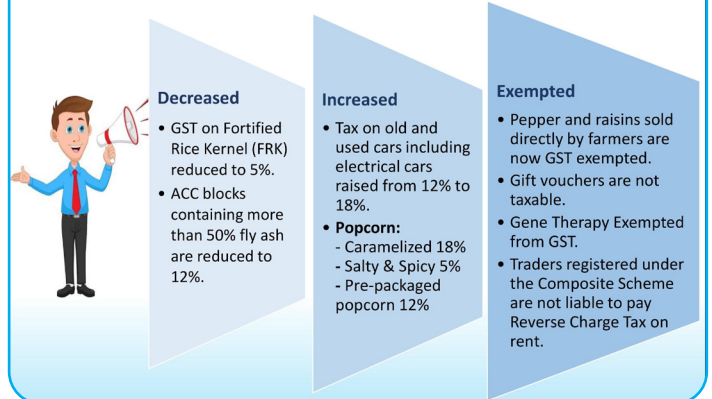 Decreased
• GST on Fortified
Rice Kernel (FRK)
reduced to 5%.
• ACC blocks
containing more
than 50% fly ash
are reduced to
12%.
Increased
• Tax on old and
used cars including
electrical cars
raised from 12% to
18%.
• Popcorn:
- Caramelized 18%
- Salty & Spicy 5%
- Pre-packaged
popcorn 12%
Exempted
• Pepper and raisins sold
directly by farmers are
now GST exempted.
• Gift vouchers are not
taxable.
• Gene Therapy Exempted
from GST.
• Traders registered under
the Composite Scheme
are not liable to pay
Reverse Charge Tax on
rent.